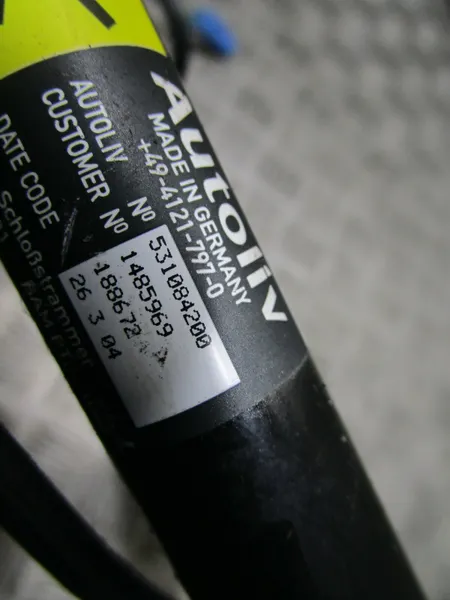 Autoliv
MADE IN GERMANY
+49-4121-797-0
AUTOLIV Nº 531084200
CUSTOMER Nº 1485969
188672
DATE CODE 26 3 04
Schloßstrammer